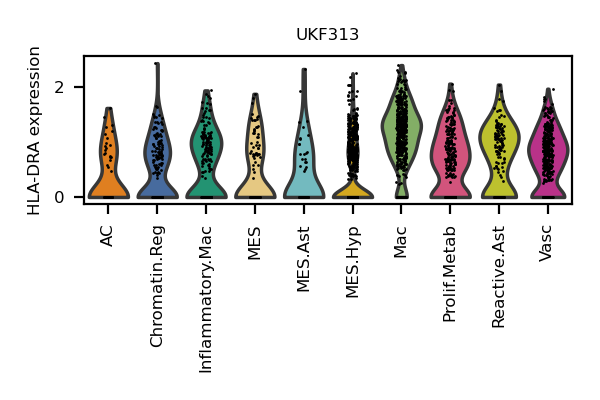 UKF313
HLA-DRA expression
2
0
AC
Chromatin.Reg
Inflammatory.Mac
MES
MES.Ast
MES.Hyp
Mac
Prolif.Metab
Reactive.Ast
Vasc